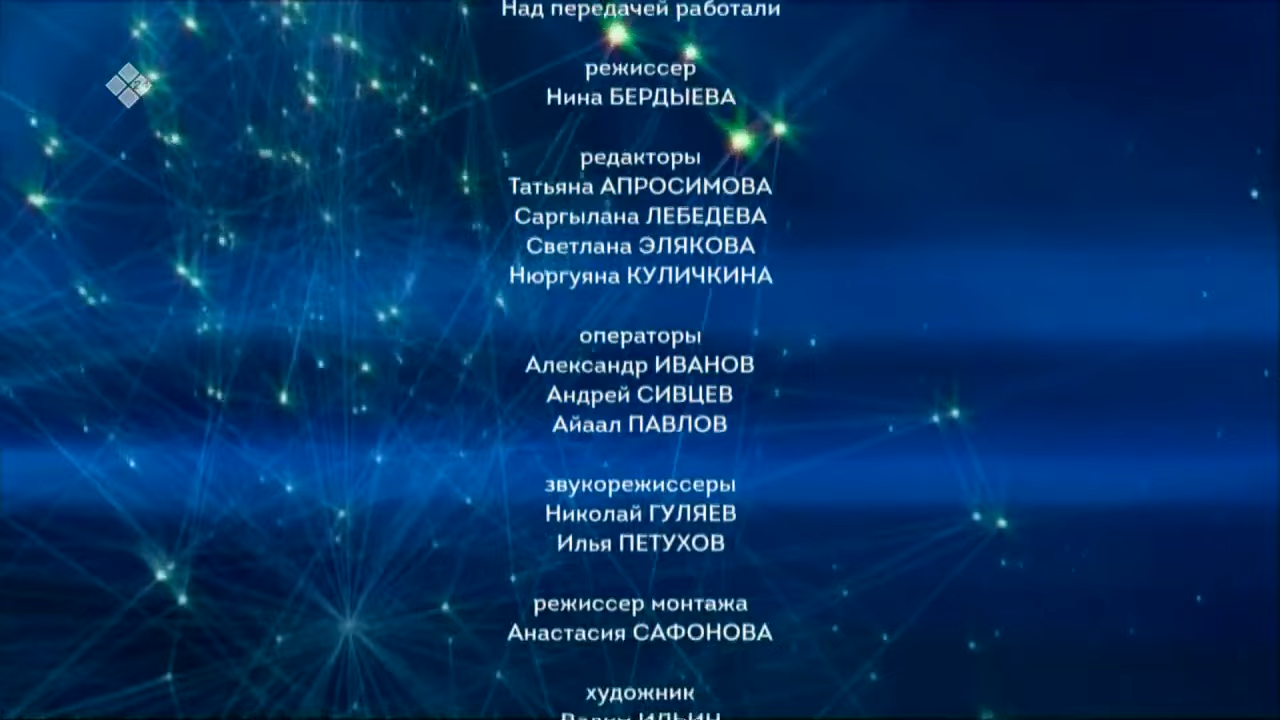 Над передачей работали
режиссер
Нина БЕРДЫЕВА
редакторы
Татьяна АПРОСИМОВА
Саргылана ЛЕБЕДЕВА
Светлана ЭЛЯКОВА
Нюргуяна КУЛИЧКИНА
операторы
Александр ИВАНОВ
Андрей СИВЦЕВ
Айаал ПАВЛОВ
звукорежиссеры
Николай ГУЛЯЕВ
Илья ПЕТУХОВ
режиссер монтажа
Анастасия САФОНОВА
художник